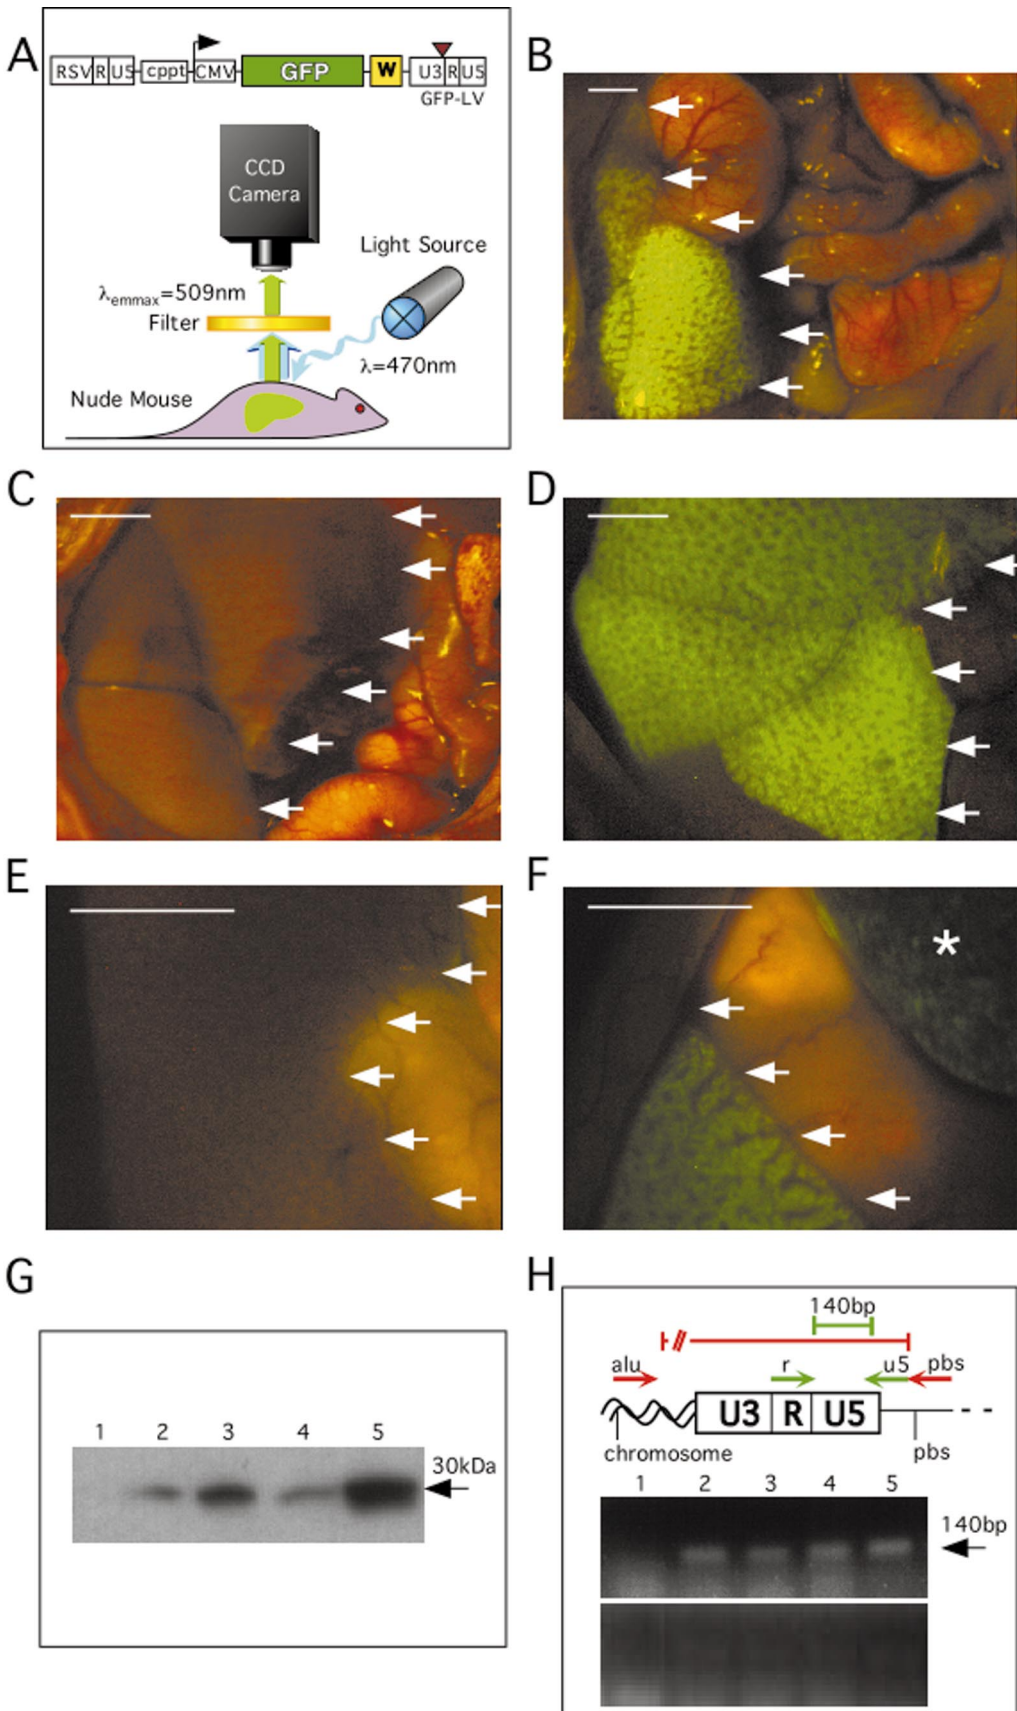 A
RSV R U5 cppt CMV GFP W U3 R U5
GFP-LV
CCD
Camera
Light Source
λemmax=509nm
Filter
λ=470nm
Nude Mouse
B
C
D
E
F
*
G
1 2 3 4 5
30kDa
H
140bp
alu r u5 pbs
U3 R U5
chromosome pbs
1 2 3 4 5
140bp